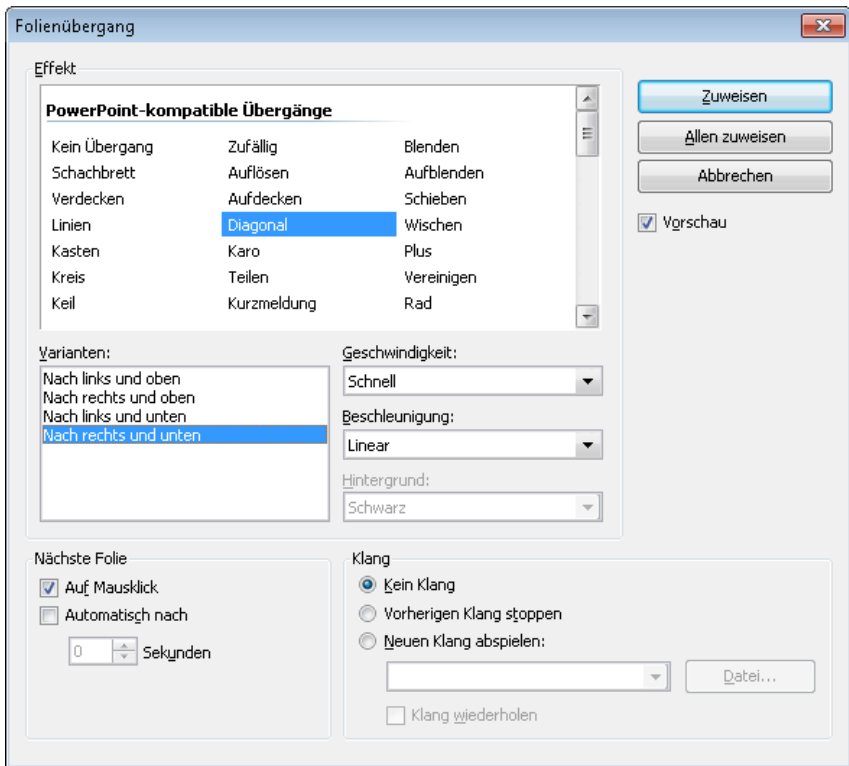 Folienübergang
Effekt
PowerPoint-kompatible Übergänge
Kein Übergang Zufällig Blenden
Schachbrett Auflösen Aufblenden
Verdecken Aufdecken Schieben
Linien Diagonal Wischen
Kasten Karo Plus
Kreis Teilen Vereinigen
Keil Kurzmeldung Rad
Zuweisen
Allen zuweisen
Abbrechen
Vorschau
Varianten:
Nach links und oben
Nach rechts und oben
Nach links und unten
Nach rechts und unten
Geschwindigkeit:
Schnell
Beschleunigung:
Linear
Hintergrund:
Schwarz
Nächste Folie
Auf Mausklick
Automatisch nach
0 Sekunden
Klang
Kein Klang
Vorherigen Klang stoppen
Neuen Klang abspielen:
Datei...
Klang wiederholen